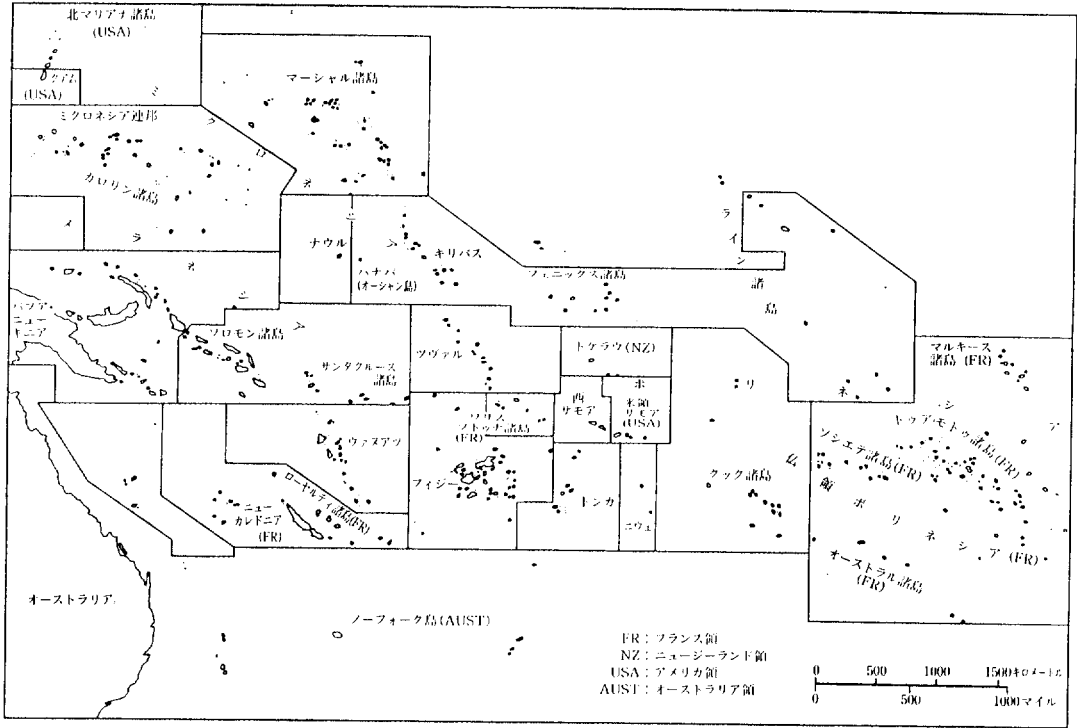 北マリアナ諸島
(USA)
グアム
(USA)
マーシャル諸島
ミクロネシア連邦
カロリン諸島
ミクロネシア
メラネシア
ナウル
バナバ
(オーシャン島)
キリバス
フェニックス諸島
ライン諸島
パプア
ニュー
ギニア
ソロモン諸島
サンタクルース
諸島
ツヴァル
トケラウ(NZ)
西
サモア
米領
サモア
(USA)
ワリス
フトゥナ諸島
(FR)
ポリネシア
マルキース
諸島 (FR)
トゥアモトゥ諸島(FR)
ソシエテ諸島(FR)
仏領ポリネシア(FR)
オーストラル諸島
(FR)
ヴァヌアツ
ローヤルティ諸島(FR)
ニュー
カレドニア
(FR)
フィジー
トンガ
ニウェ
クック諸島
オーストラリア
ノーフォーク島(AUST)
FR：フランス領
NZ：ニュージーランド領
USA：アメリカ領
AUST：オーストラリア領
0 500 1000 1500キロメートル
0 500 1000マイル